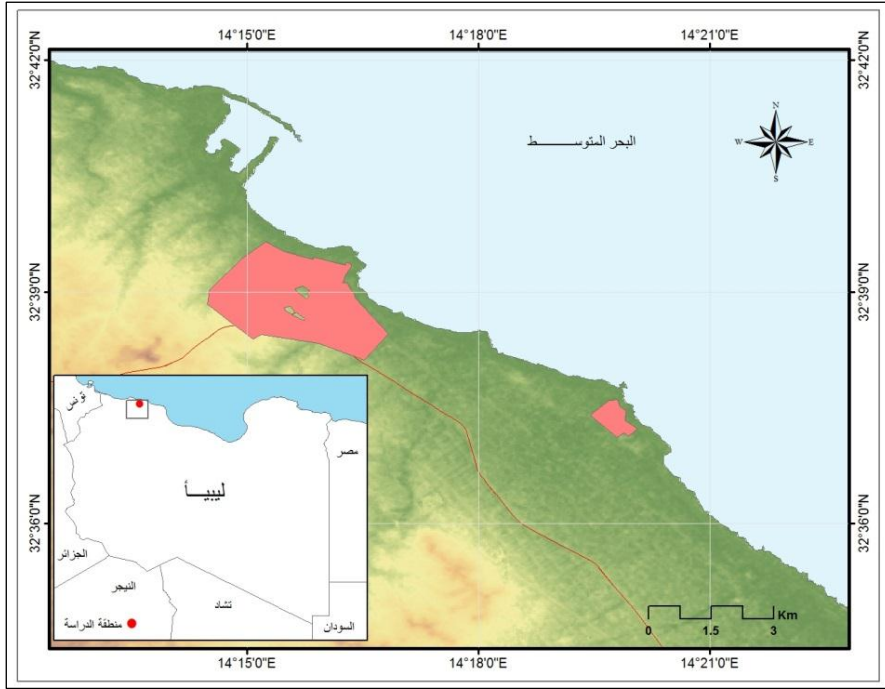 14°15'0"E 14°18'0"E 14°21'0"E
32°42'0"N 32°42'0"N
البحر المتوســــــــــط
N
W E
S
32°39'0"N 32°39'0"N
تونس
مصر
ليبيــــأ
32°36'0"N 32°36'0"N
الجزائر
النيجر
تشاد
السودان
منطقة الدراسة
Km
0 1.5 3
14°15'0"E 14°18'0"E 14°21'0"E